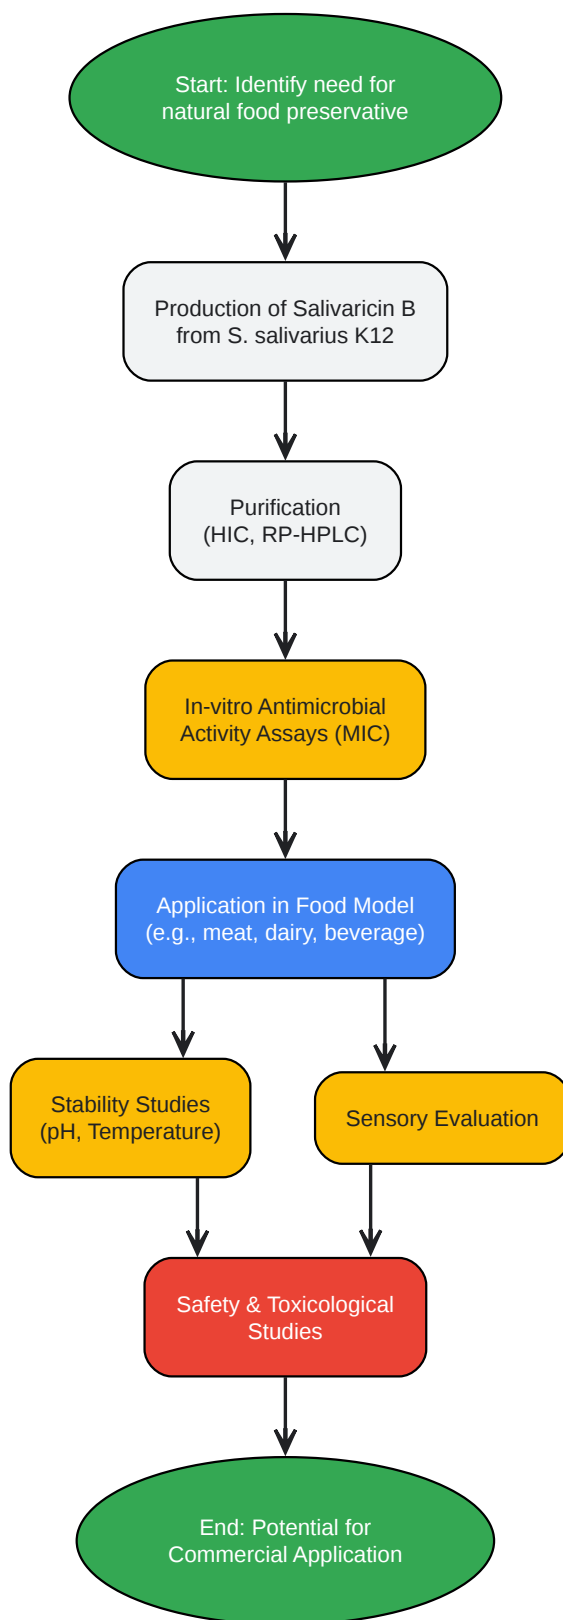 Start: Identify need for
natural food preservative
Production of Salivaricin B
from S. salivarius K12
Purification
(HIC, RP-HPLC)
In-vitro Antimicrobial
Activity Assays (MIC)
Application in Food Model
(e.g., meat, dairy, beverage)
Stability Studies
(pH, Temperature)
Sensory Evaluation
Safety & Toxicological
Studies
End: Potential for
Commercial Application